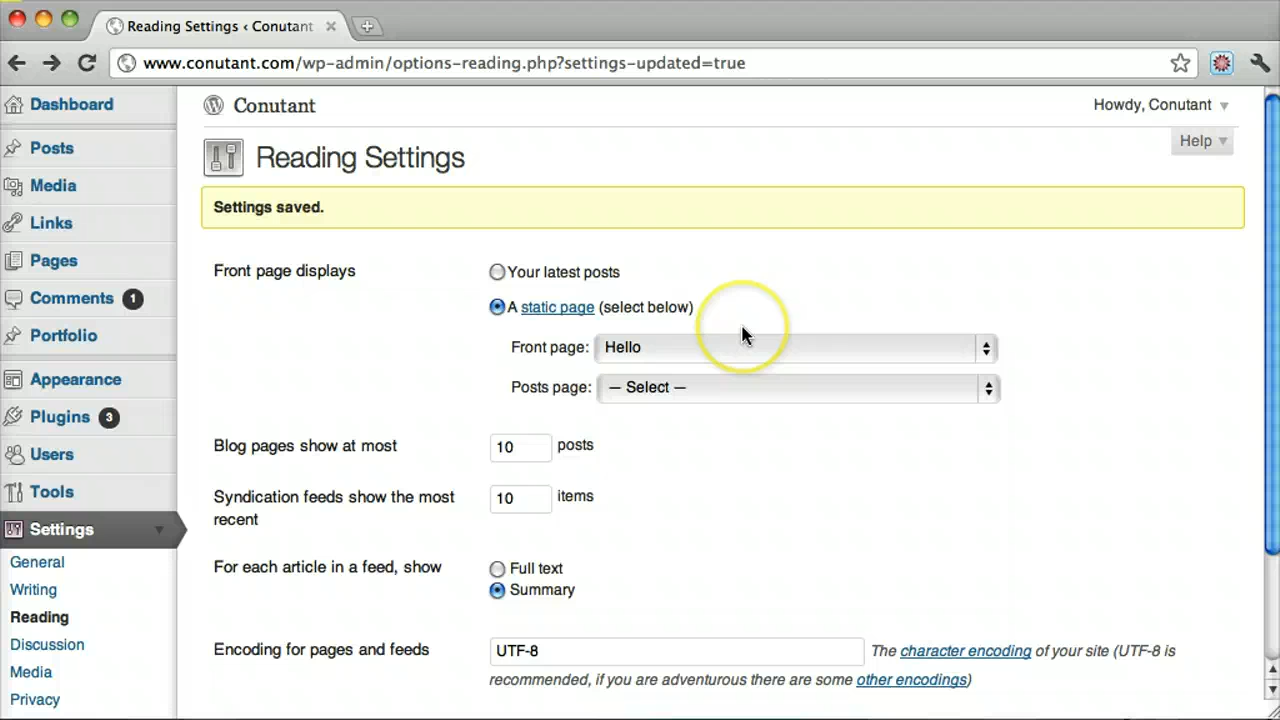 Reading Settings ‹ Conutant
www.conutant.com/wp-admin/options-reading.php?settings-updated=true
Dashboard
Posts
Media
Links
Pages
Comments 1
Portfolio
Appearance
Plugins 3
Users
Tools
Settings
General
Writing
Reading
Discussion
Media
Privacy
Conutant
Howdy, Conutant
Help
Reading Settings
Settings saved.
Front page displays
Your latest posts
A static page (select below)
Front page: Hello
Posts page: — Select —
Blog pages show at most 10 posts
Syndication feeds show the most recent 10 items
For each article in a feed, show
Full text
Summary
Encoding for pages and feeds UTF-8 The character encoding of your site (UTF-8 is
recommended, if you are adventurous there are some other encodings)